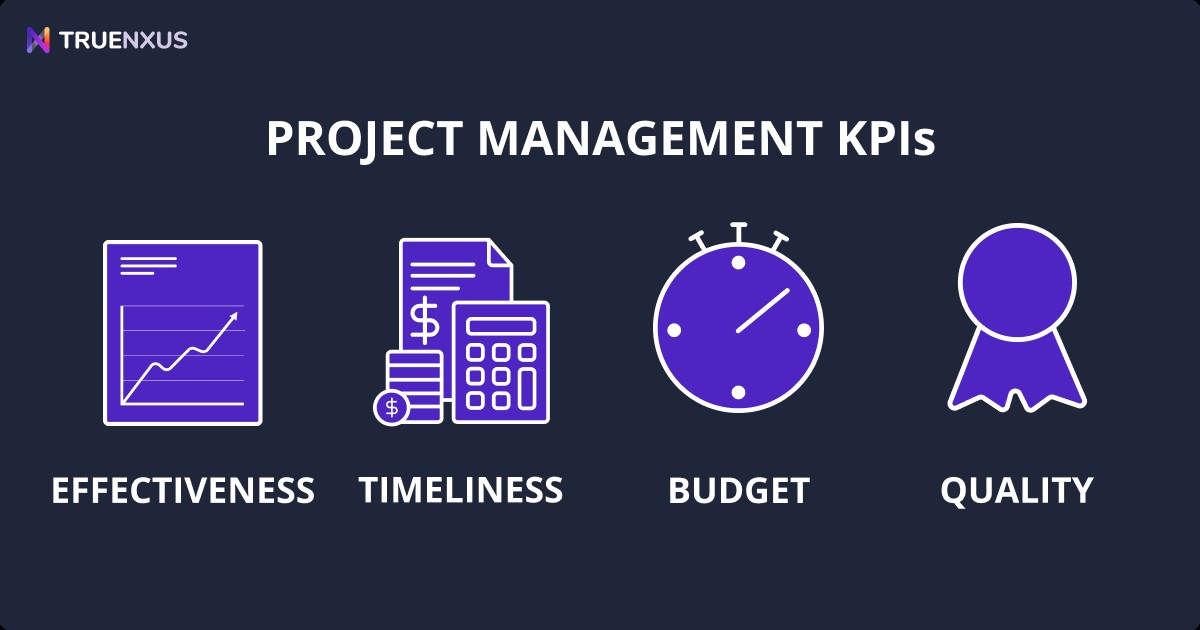 TRUENXUS
PROJECT MANAGEMENT KPIs
$
$
EFFECTIVENESS TIMELINESS BUDGET QUALITY